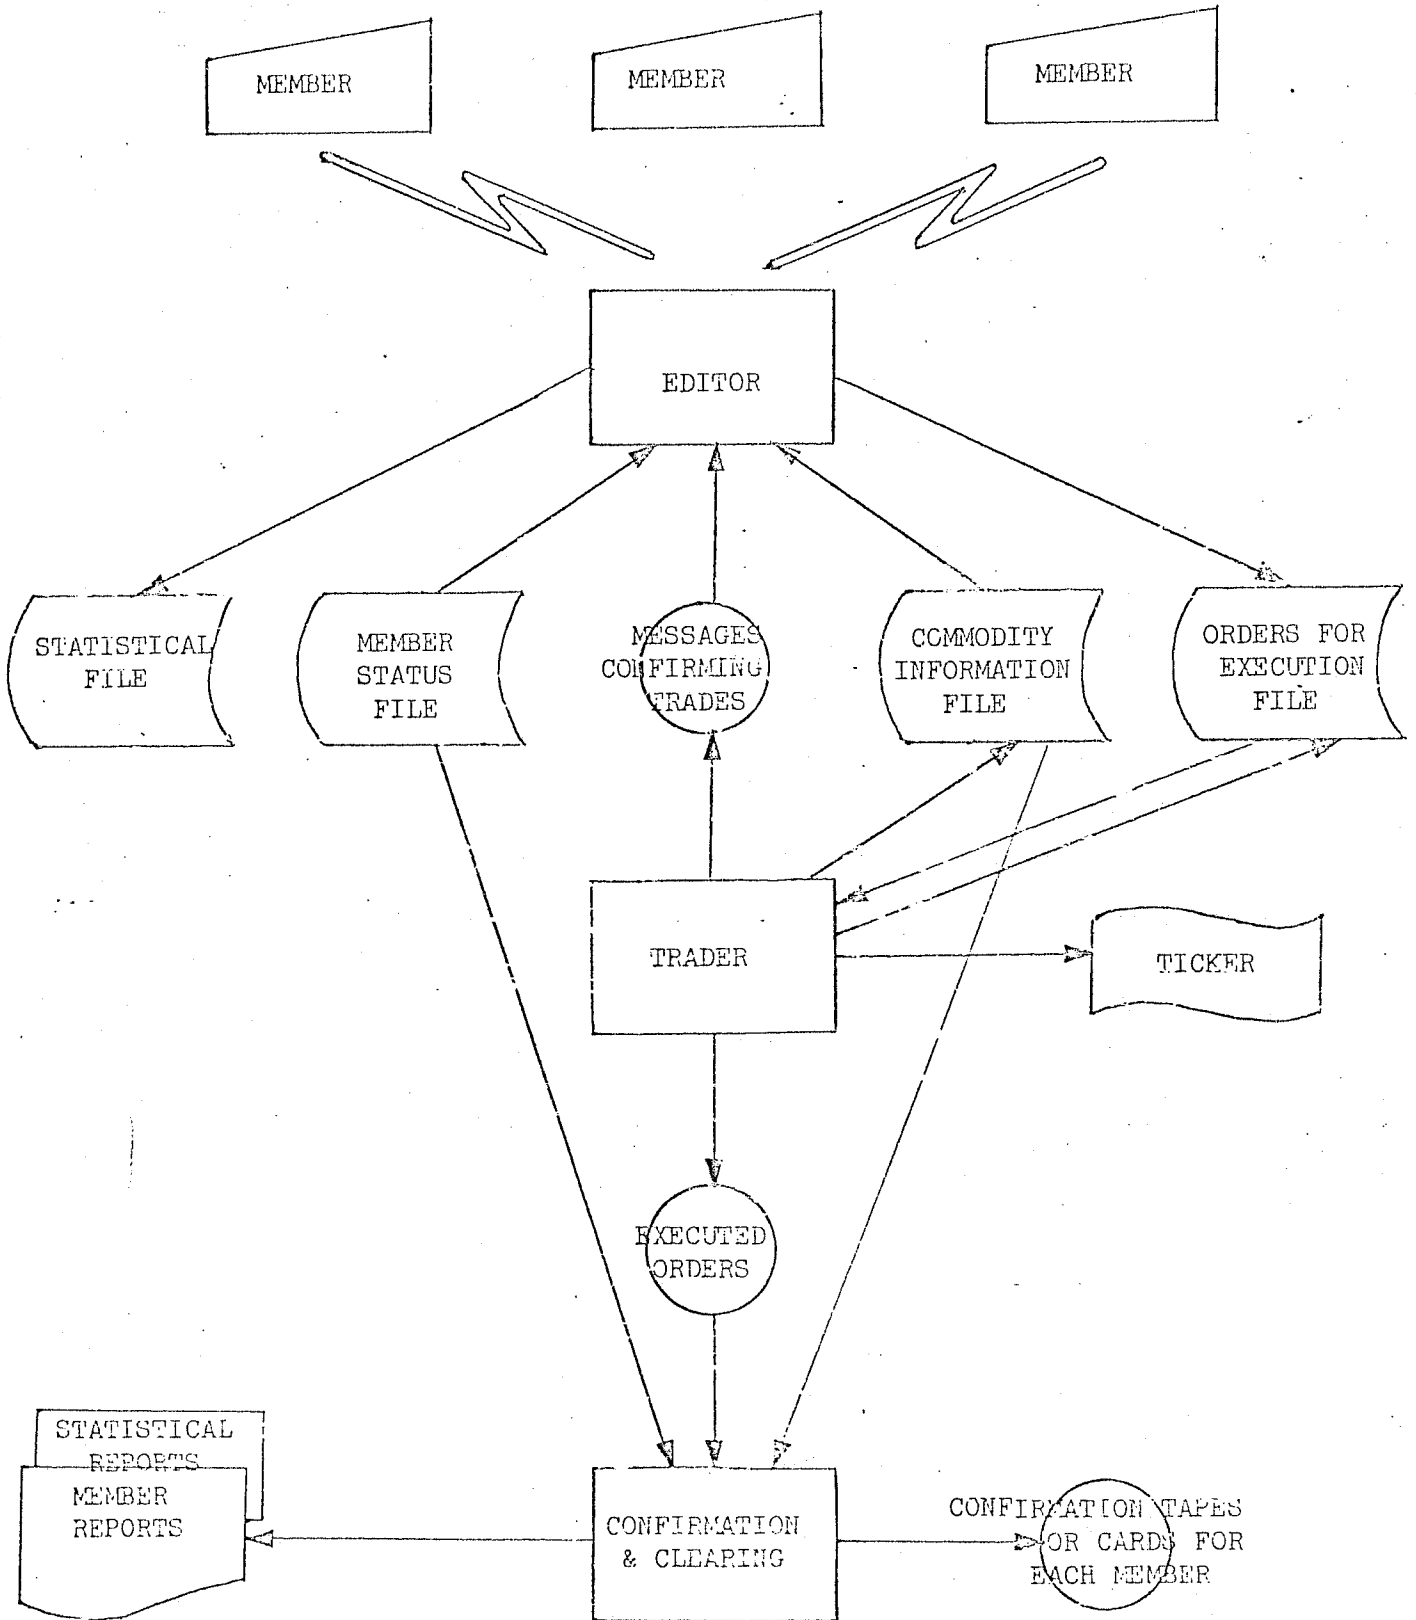 MEMBER
MEMBER
MEMBER
EDITOR
STATISTICAL
FILE
MEMBER
STATUS
FILE
MESSAGES
CONFIRMING
TRADES
COMMODITY
INFORMATION
FILE
ORDERS FOR
EXECUTION
FILE
TRADER
TICKER
EXECUTED
ORDERS
STATISTICAL
REPORTS
MEMBER
REPORTS
CONFIRMATION
& CLEARING
CONFIRMATION TAPES
OR CARDS FOR
EACH MEMBER